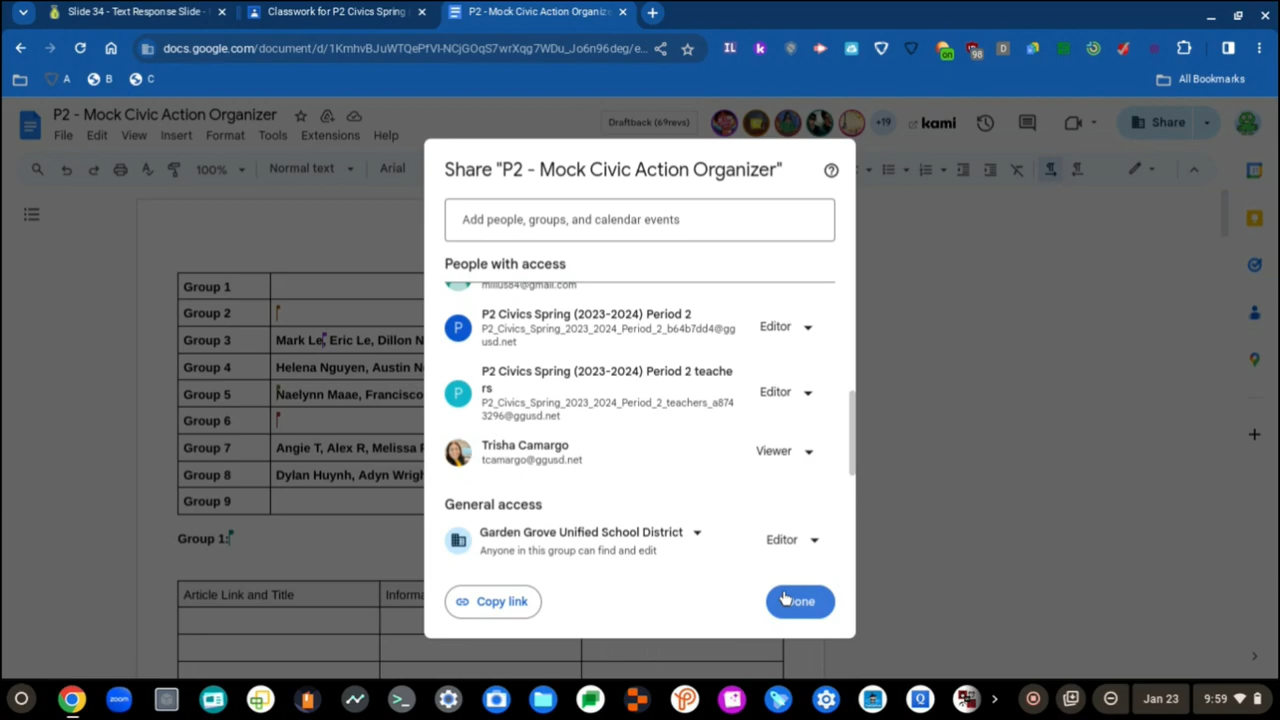 Slide 34 - Text Response Slide -
Classwork for P2 Civics Spring
P2 - Mock Civic Action Organize
docs.google.com/document/d/1KmhvBJuWTQePfVl-NCjGOqS7wrXqg7WDu_Jo6n96deg/e...
IL
k
on
98
D
A
B
C
All Bookmarks
P2 - Mock Civic Action Organizer
File Edit View Insert Format Tools Extensions Help
Draftback (69revs)
+19
kami
Share
100%
Normal text
Arial
Share "P2 - Mock Civic Action Organizer"
Add people, groups, and calendar events
People with access
millus84@gmail.com
P
P2 Civics Spring (2023-2024) Period 2
P2_Civics_Spring_2023_2024_Period_2_b64b7dd4@gg
usd.net
Editor
P
P2 Civics Spring (2023-2024) Period 2 teache
rs
P2_Civics_Spring_2023_2024_Period_2_teachers_a874
3296@ggusd.net
Editor
Trisha Camargo
tcamargo@ggusd.net
Viewer
General access
Garden Grove Unified School District
Anyone in this group can find and edit
Editor
Copy link
Group 1
Group 2
Group 3 Mark Le, Eric Le, Dillon N
Group 4 Helena Nguyen, Austin N
Group 5 Naelynn Maae, Francisco
Group 6
Group 7 Angie T, Alex R, Melissa
Group 8 Dylan Huynh, Adyn Wrigh
Group 9
Group 1:
Article Link and Title
Informa
zoom
Q
Jan 23
9:59